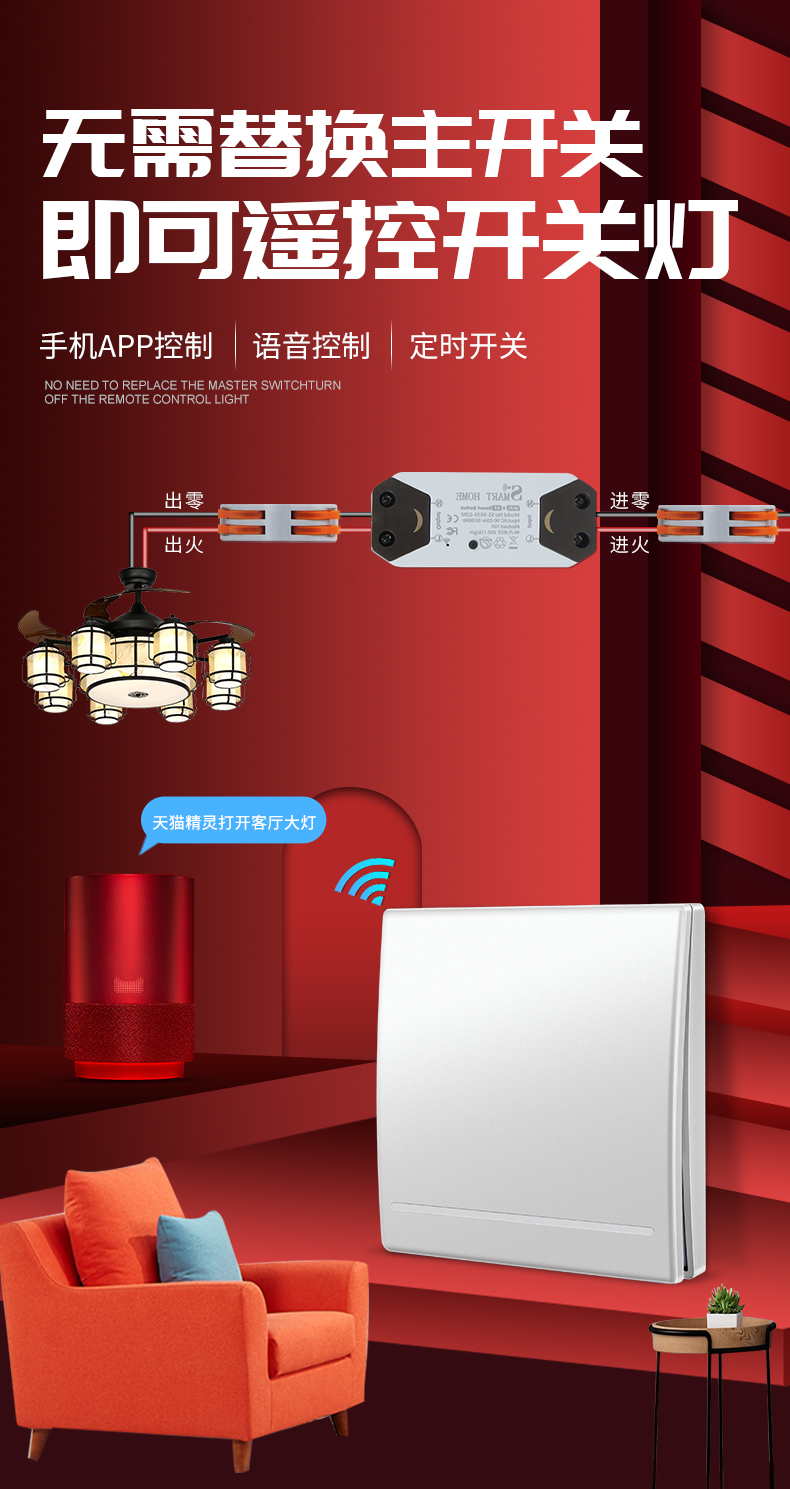 无需替换主开关
即可遥控开关灯
手机APP控制
语音控制
定时开关
NO NEED TO REPLACE THE MASTER SWITCHTURN
OFF THE REMOTE CONTROL LIGHT
出零
出火
SMART HOME
进零
进火
天猫精灵打开客厅大灯